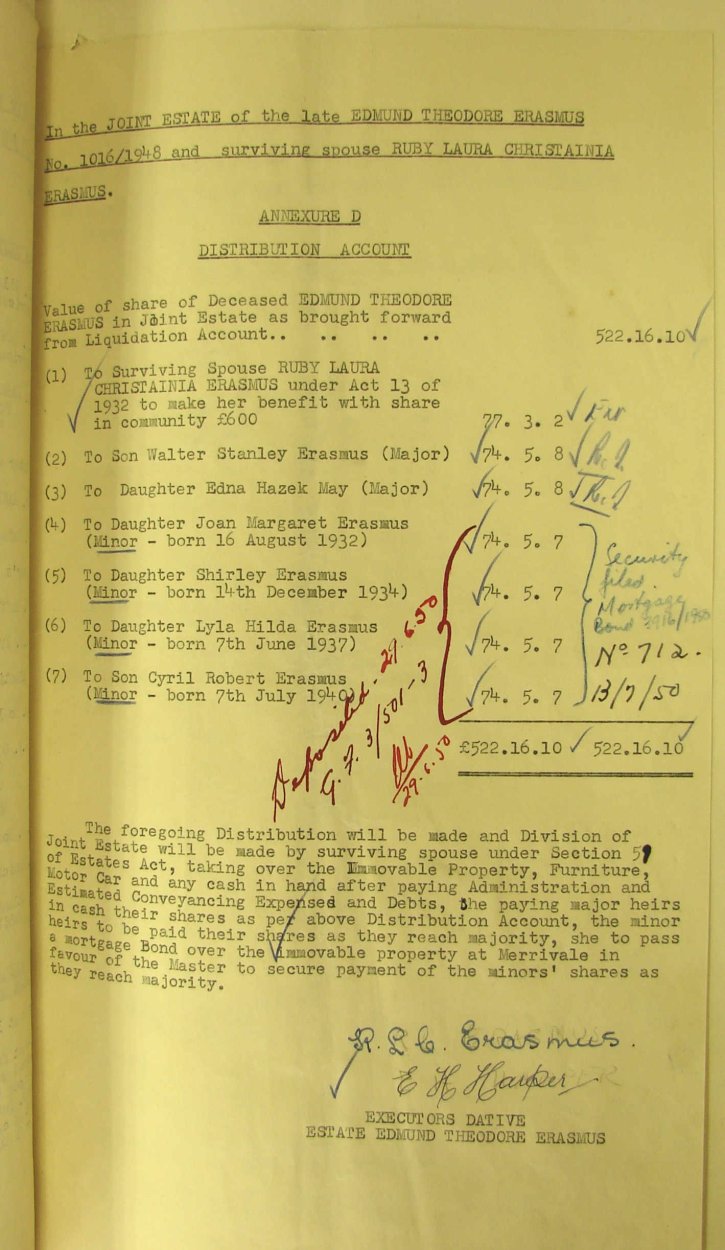 In the JOINT ESTATE of the late EDMUND THEODORE ERASMUS
No. 1016/1948 and surviving spouse RUBY LAURA CHRISTAINIA
ERASMUS.
ANNEXURE D
DISTRIBUTION ACCOUNT
Value of share of Deceased EDMUND THEODORE
ERASMUS in Joint Estate as brought forward
from Liquidation Account.. .. .. .. 522.16.10
(1) To Surviving Spouse RUBY LAURA
CHRISTAINIA ERASMUS under Act 13 of
1932 to make her benefit with share
in community £600 77. 3. 2
(2) To Son Walter Stanley Erasmus (Major) 74. 5. 8
(3) To Daughter Edna Hazek May (Major) 74. 5. 8
(4) To Daughter Joan Margaret Erasmus
(Minor - born 16 August 1932) 74. 5. 7
(5) To Daughter Shirley Erasmus
(Minor - born 14th December 1934) 74. 5. 7
(6) To Daughter Lyla Hilda Erasmus
(Minor - born 7th June 1937) 74. 5. 7
(7) To Son Cyril Robert Erasmus
(Minor - born 7th July 1940) 74. 5. 7
Security
filed.
Mortgage
Bond
No 712.
13/7/50
Deposited - 29.6.50
G.F. 3/501-3
29.6.50
£522.16.10 522.16.10
The foregoing Distribution will be made and Division of
Joint Estate will be made by surviving spouse under Section 59
of Estates Act, taking over the Immovable Property, Furniture,
Motor Car and any cash in hand after paying Administration and
Estimated Conveyancing Expensed and Debts, she paying major heirs
in cash their shares as per above Distribution Account, the minor
heirs to be paid their shares as they reach majority, she to pass
a mortgage Bond over the immovable property at Merrivale in
favour of the Master to secure payment of the minors' shares as
they reach majority.
R. L. C. Erasmus.
E H Harker
EXECUTORS DATIVE
ESTATE EDMUND THEODORE ERASMUS